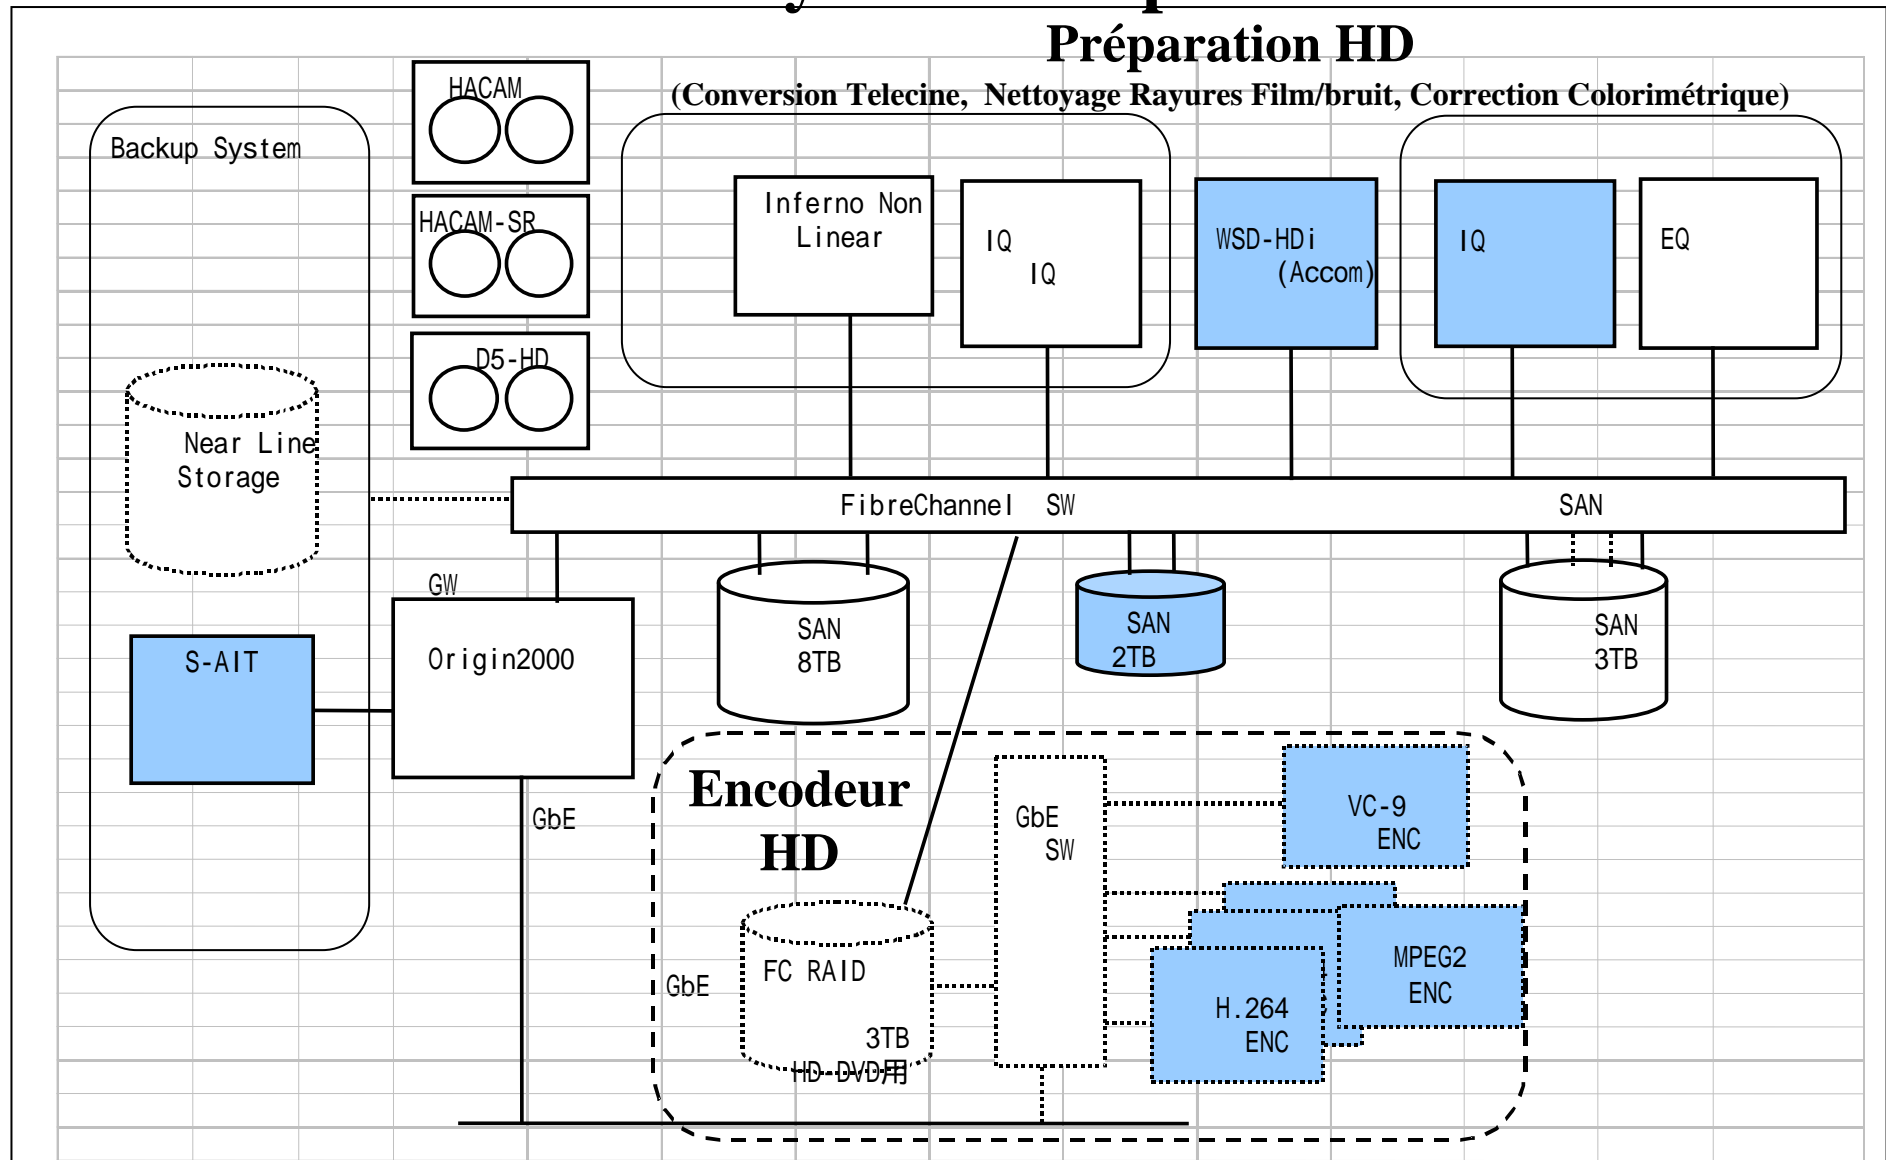 Préparation HD
(Conversion Telecine, Nettoyage Rayures Film/bruit, Correction Colorimétrique)
HACAM
Backup System
HACAM-SR
Inferno Non
Linear
IQ
IQ
WSD-HDi
(Accom)
IQ
EQ
D5-HD
Near Line
Storage
FibreChannel SW
SAN
GW
Origin2000
S-AIT
SAN
8TB
SAN
2TB
SAN
3TB
Encodeur
HD
GbE
GbE
SW
VC-9
ENC
FC RAID
GbE
3TB
HD-DVD用
MPEG2
ENC
H.264
ENC